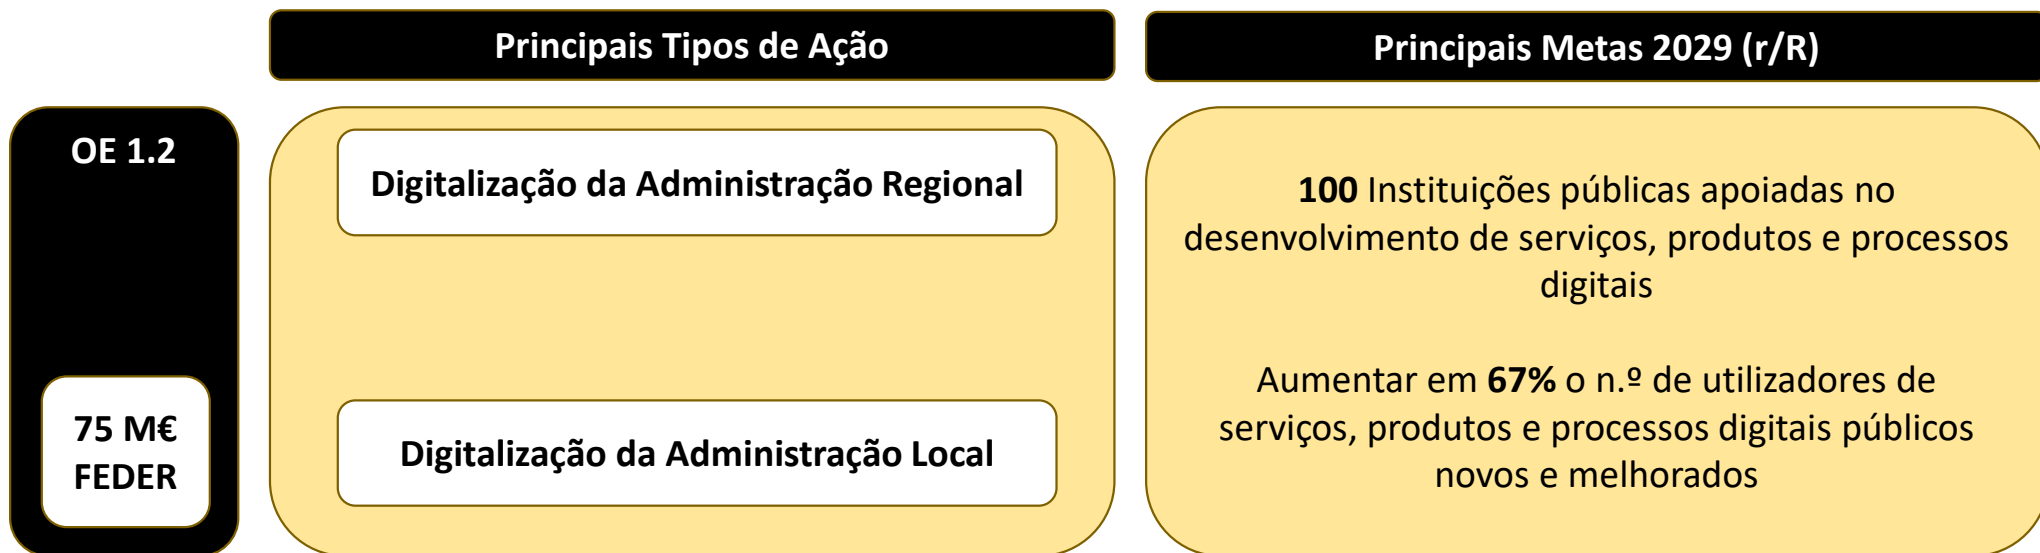 Principais Tipos de Ação
Principais Metas 2029 (r/R)
OE 1.2
75 M€
FEDER
Digitalização da Administração Regional
Digitalização da Administração Local
100 Instituições públicas apoiadas no
desenvolvimento de serviços, produtos e processos
digitais
Aumentar em 67% o n.º de utilizadores de
serviços, produtos e processos digitais públicos
novos e melhorados